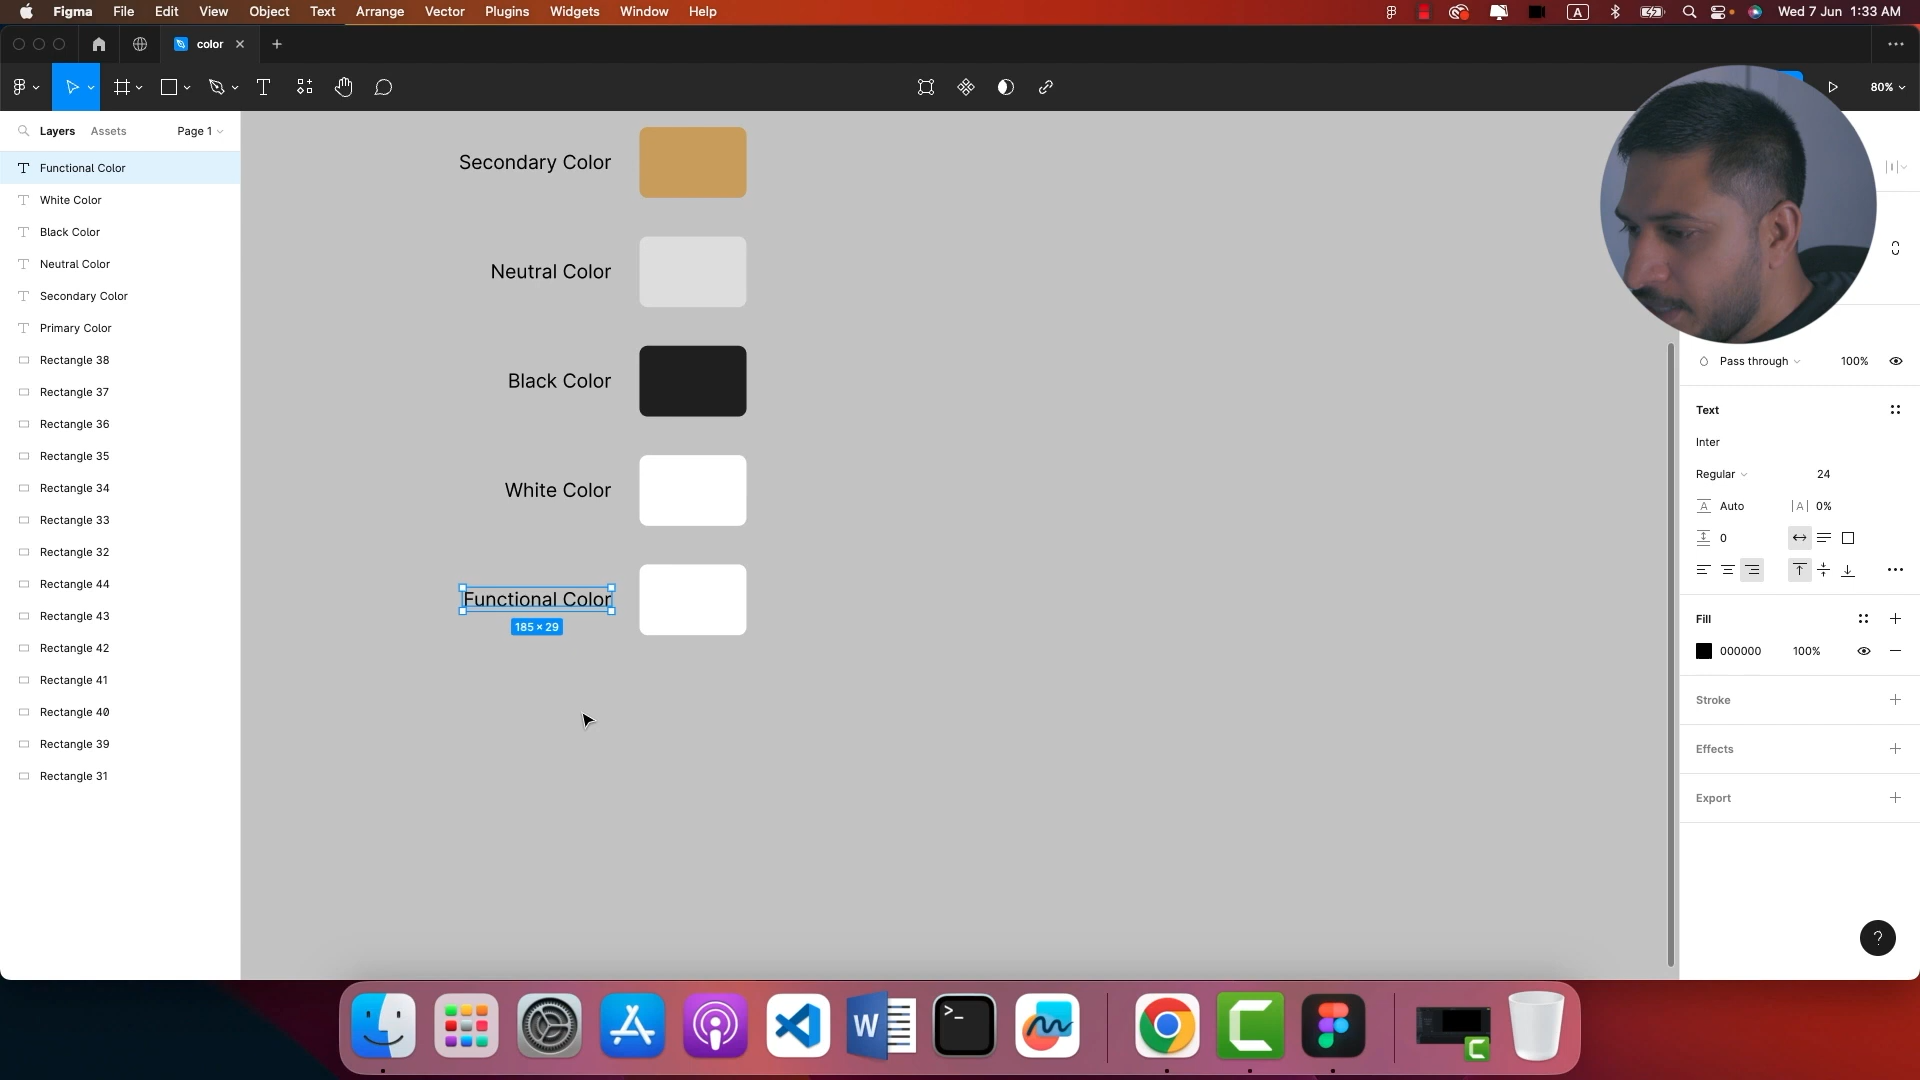 Figma File Edit View Object Text Arrange Vector Plugins Widgets Window Help
A
Wed 7 Jun 1:33 AM
color
80%
Layers Assets Page 1
Functional Color
White Color
Black Color
Neutral Color
Secondary Color
Primary Color
Rectangle 38
Rectangle 37
Rectangle 36
Rectangle 35
Rectangle 34
Rectangle 33
Rectangle 32
Rectangle 44
Rectangle 43
Rectangle 42
Rectangle 41
Rectangle 40
Rectangle 39
Rectangle 31
Secondary Color
Neutral Color
Black Color
White Color
Functional Color
185 × 29
Pass through 100%
Text
Inter
Regular 24
Auto 0%
0
Fill
000000 100%
Stroke
Effects
Export
?
W
>_